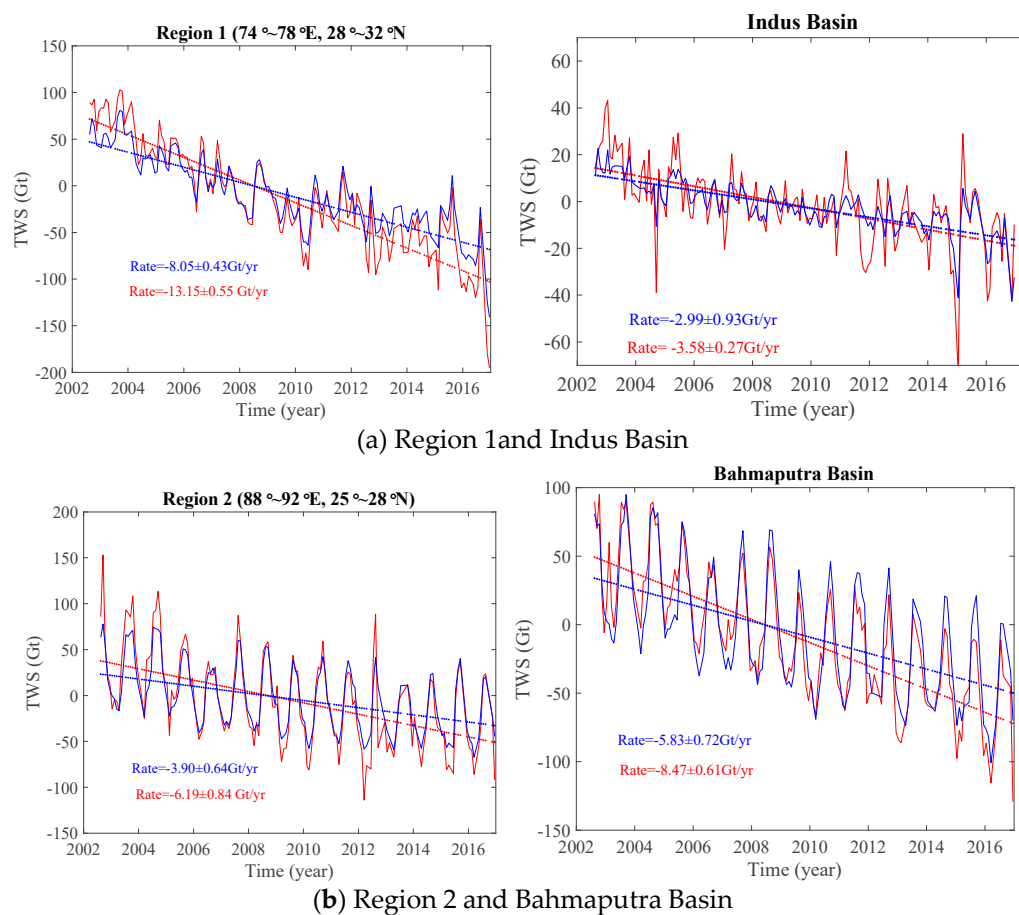 Region 1 (74 °~78 °E, 28 °~32 °N
TWS (Gt)
100
150
50
0
-50
-100
-150
-200
Rate=-8.05±0.43Gt/yr
Rate=-13.15±0.55 Gt/yr
2002 2004 2006 2008 2010 2012 2014 2016
Time (year)
Indus Basin
TWS (Gt)
60
40
20
0
-20
-40
-60
Rate=-2.99±0.93Gt/yr
Rate= -3.58±0.27Gt/yr
2002 2004 2006 2008 2010 2012 2014 2016
Time (year)
(a) Region 1and Indus Basin
Region 2 (88 °~92 °E, 25 °~28 °N)
TWS (Gt)
200
150
100
50
0
-50
-100
-150
Rate=-3.90±0.64Gt/yr
Rate=-6.19±0.84 Gt/yr
2002 2004 2006 2008 2010 2012 2014 2016
Time (year)
Bahmaputra Basin
TWS (Gt)
100
50
0
-50
-100
-150
Rate=-5.83±0.72Gt/yr
Rate=-8.47±0.61Gt/yr
2002 2004 2006 2008 2010 2012 2014 2016
Time (year)
(b) Region 2 and Bahmaputra Basin